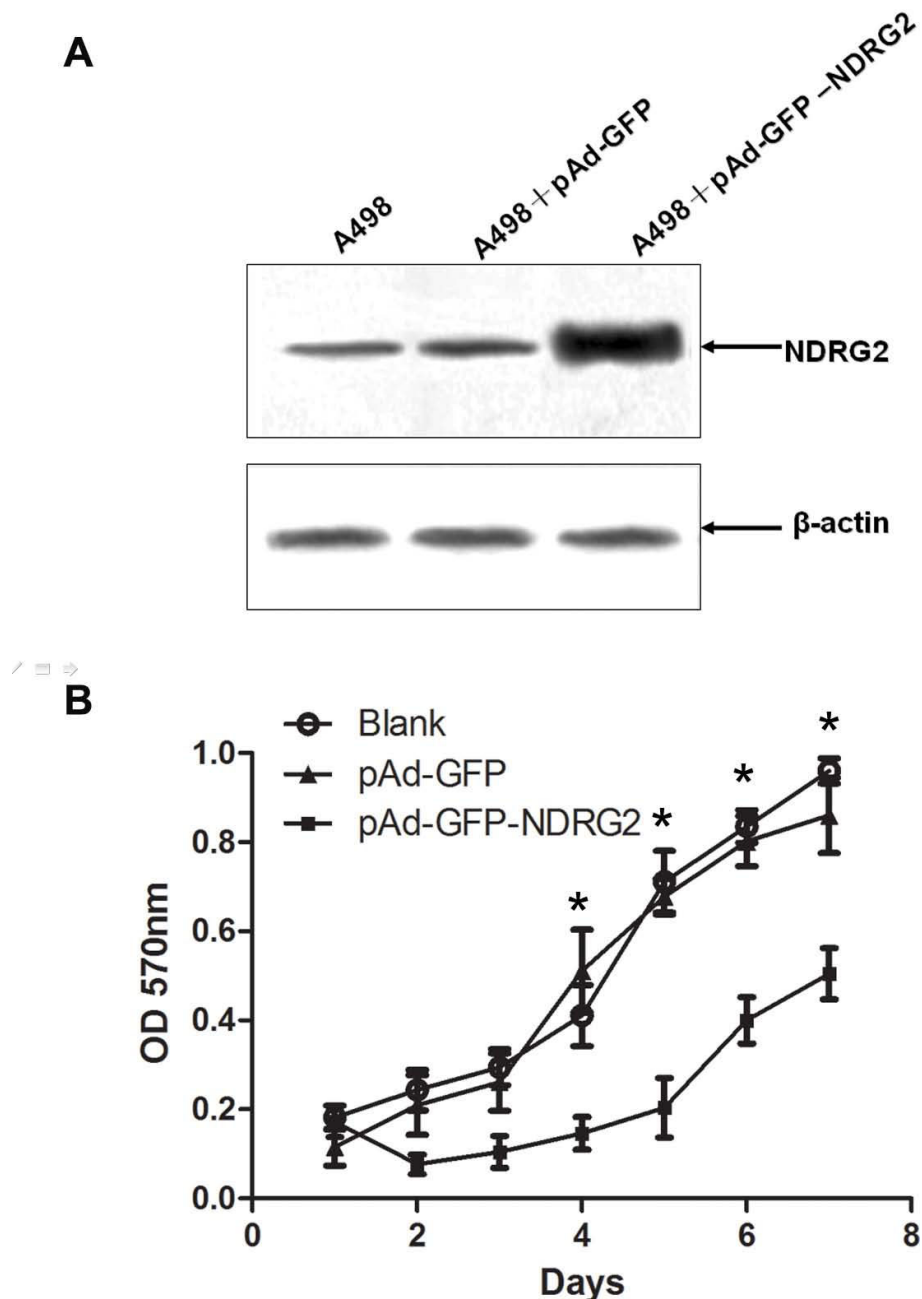 A
A498
A498+pAd-GFP
A498+pAd-GFP –NDRG2
NDRG2
β-actin
B
Blank
pAd-GFP
pAd-GFP-NDRG2
* * * *
1.0
0.8
0.6
0.4
0.2
0.0
OD 570nm
0 2 4 6 8
Days